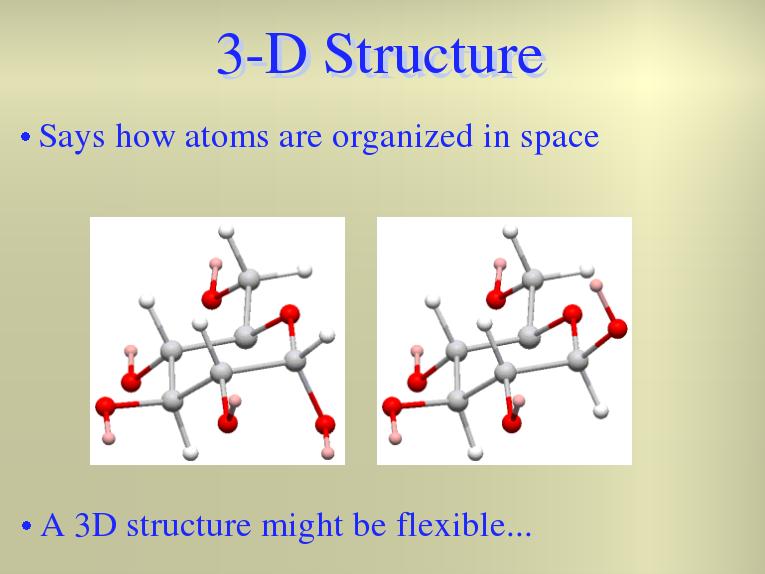 3-D Structure
• Says how atoms are organized in space
• A 3D structure might be flexible...